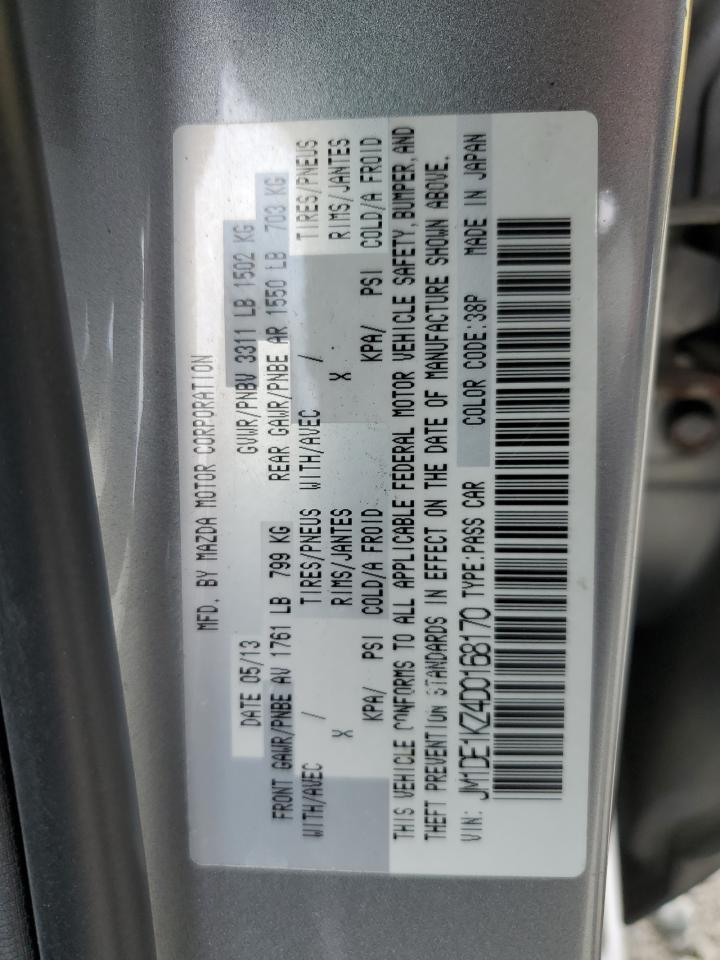 MFD. BY MAZDA MOTOR CORPORATION
DATE 05/13 GVWR/PNBV 3311 LB 1502 KG
FRONT GAWR/PNBE AV 1761 LB 799 KG REAR GAWR/PNBE AR 1550 LB 703 KG
WITH/AVEC / TIRES/PNEUS WITH/AVEC / TIRES/PNEUS
X RIMS/JANTES X RIMS/JANTES
KPA/ PSI COLD/A FROID KPA/ PSI COLD/A FROID
THIS VEHICLE CONFORMS TO ALL APPLICABLE FEDERAL MOTOR VEHICLE SAFETY, BUMPER, AND
THEFT PREVENTION STANDARDS IN EFFECT ON THE DATE OF MANUFACTURE SHOWN ABOVE.
VIN: JM1DE1KZ4D0168170 TYPE:PASS CAR COLOR CODE:38P MADE IN JAPAN